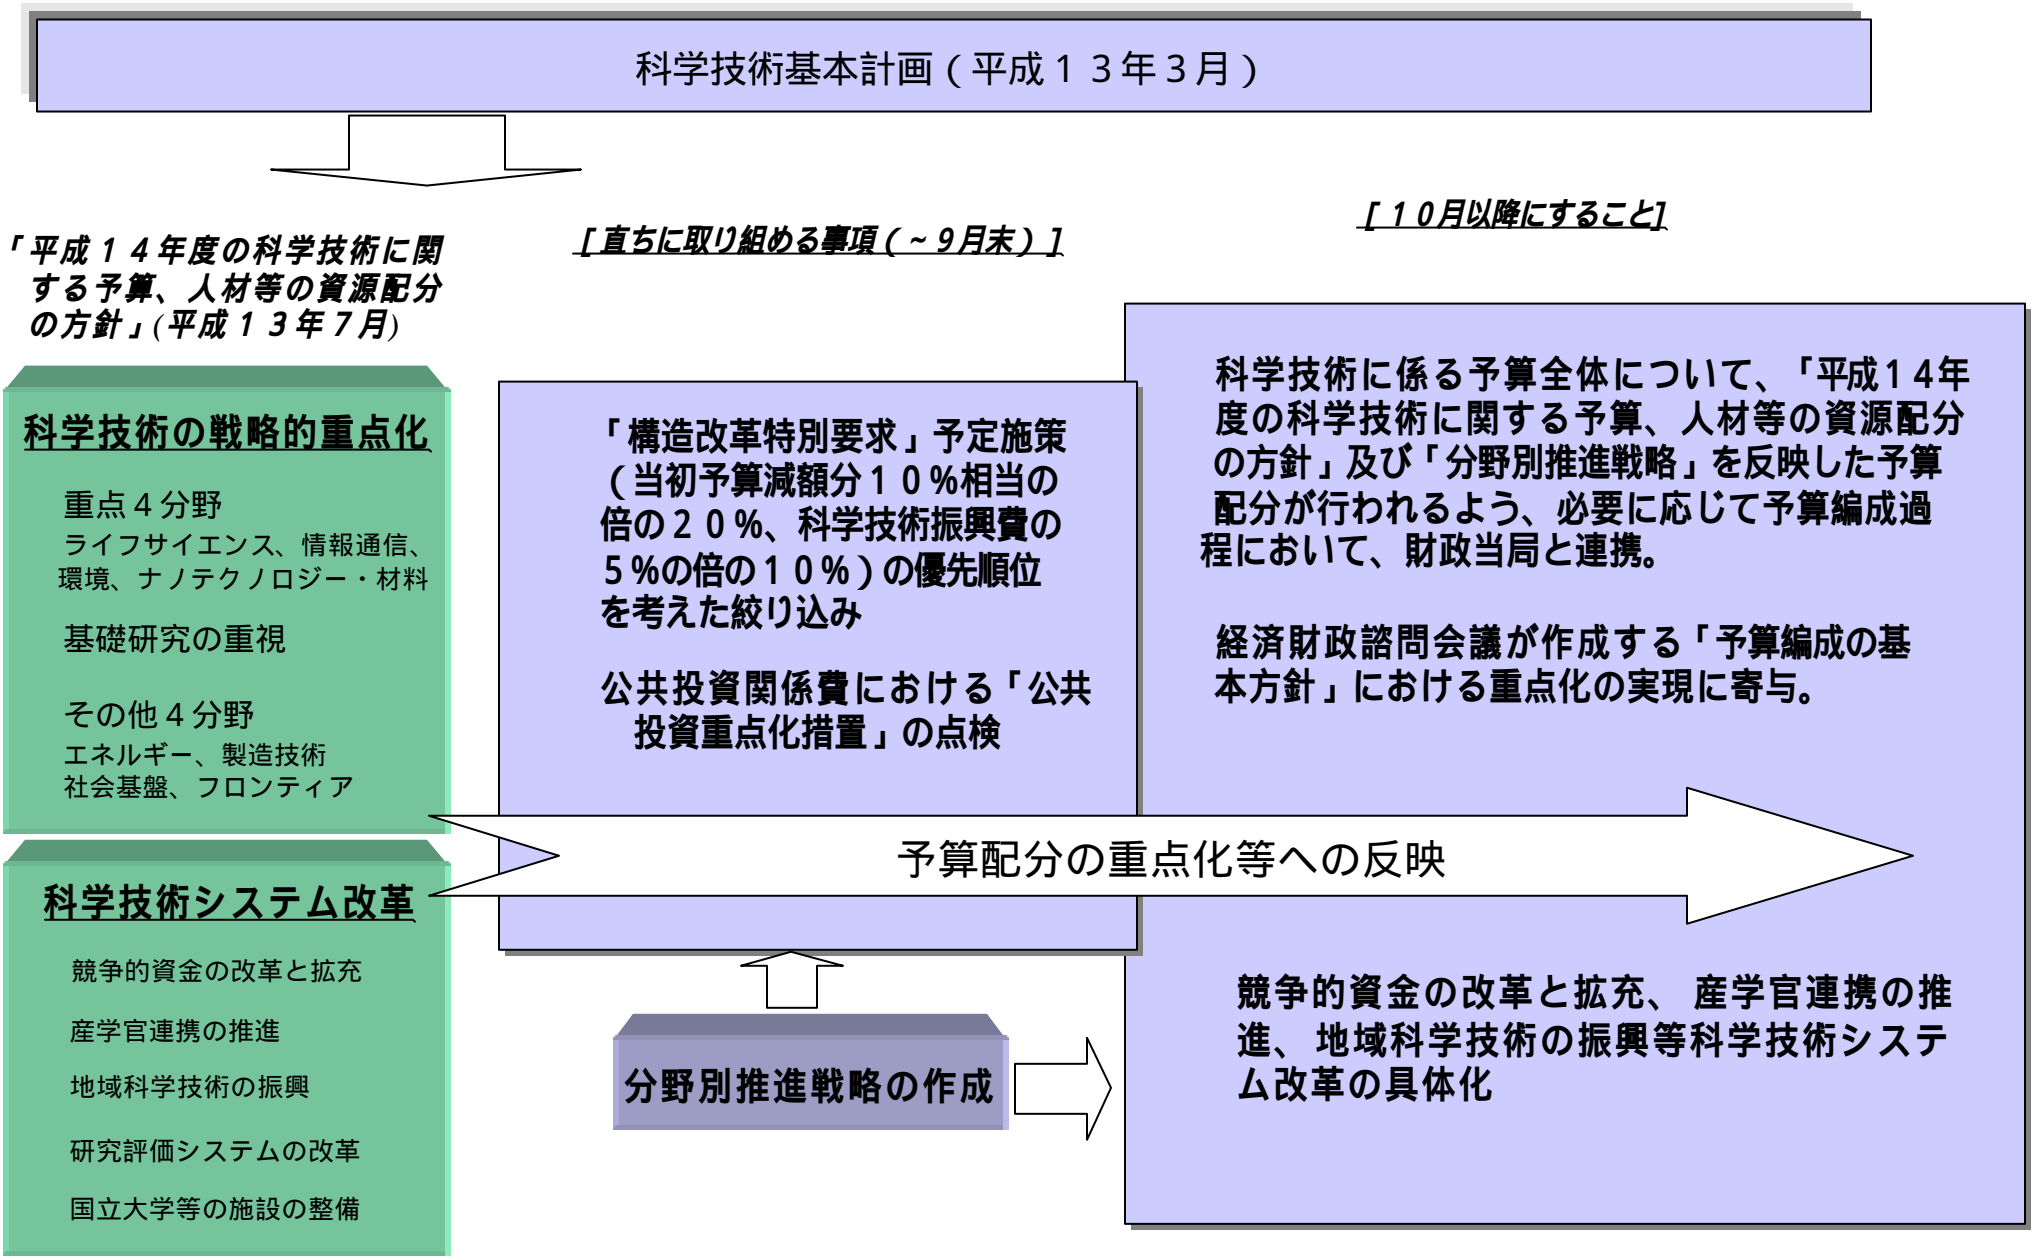 科学技術基本計画（平成１３年３月）
「平成１４年度の科学技術に関
する予算、人材等の資源配分
の方針」(平成１３年７月)
科学技術の戦略的重点化
重点４分野
ライフサイエンス、情報通信、
環境、ナノテクノロジー・材料
基礎研究の重視
その他４分野
エネルギー、製造技術
社会基盤、フロンティア
科学技術システム改革
競争的資金の改革と拡充
産学官連携の推進
地域科学技術の振興
研究評価システムの改革
国立大学等の施設の整備
[直ちに取り組める事項（~９月末）]
「構造改革特別要求」予定施策
（当初予算減額分１０%相当の
倍の２０%、科学技術振興費の
５%の倍の１０%）の優先順位
を考えた絞り込み
公共投資関係費における「公共
投資重点化措置」の点検
予算配分の重点化等への反映
分野別推進戦略の作成
[１０月以降にすること]
科学技術に係る予算全体について、「平成１４年
度の科学技術に関する予算、人材等の資源配分
の方針」及び「分野別推進戦略」を反映した予算
配分が行われるよう、必要に応じて予算編成過
程において、財政当局と連携。
経済財政諮問会議が作成する「予算編成の基
本方針」における重点化の実現に寄与。
競争的資金の改革と拡充、産学官連携の推
進、地域科学技術の振興等科学技術システ
ム改革の具体化